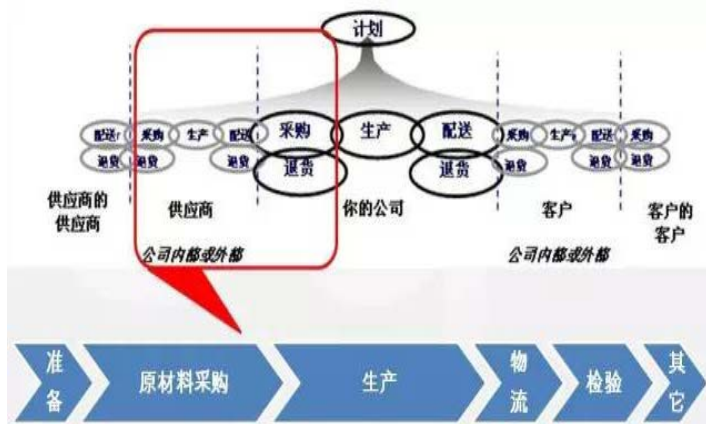 计划
配送 采购 生产 配送 采购 生产 配送 采购 生产 配送 采购
退货 退货 退货 退货 退货 退货 退货 退货
供应商的
供应商
供应商
你的公司
客户
客户的
客户
公司内部或外部
公司内部或外部
准备
原材料采购
生产
物流
检验
其它